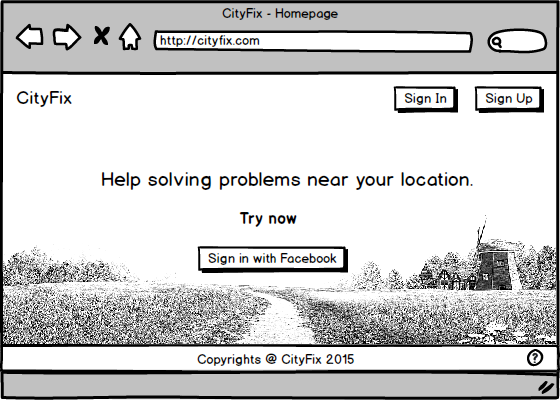 CityFix - Homepage
http://cityfix.com
CityFix
Sign In
Sign Up
Help solving problems near your location.
Try now
Sign in with Facebook
Copyrights @ CityFix 2015
?